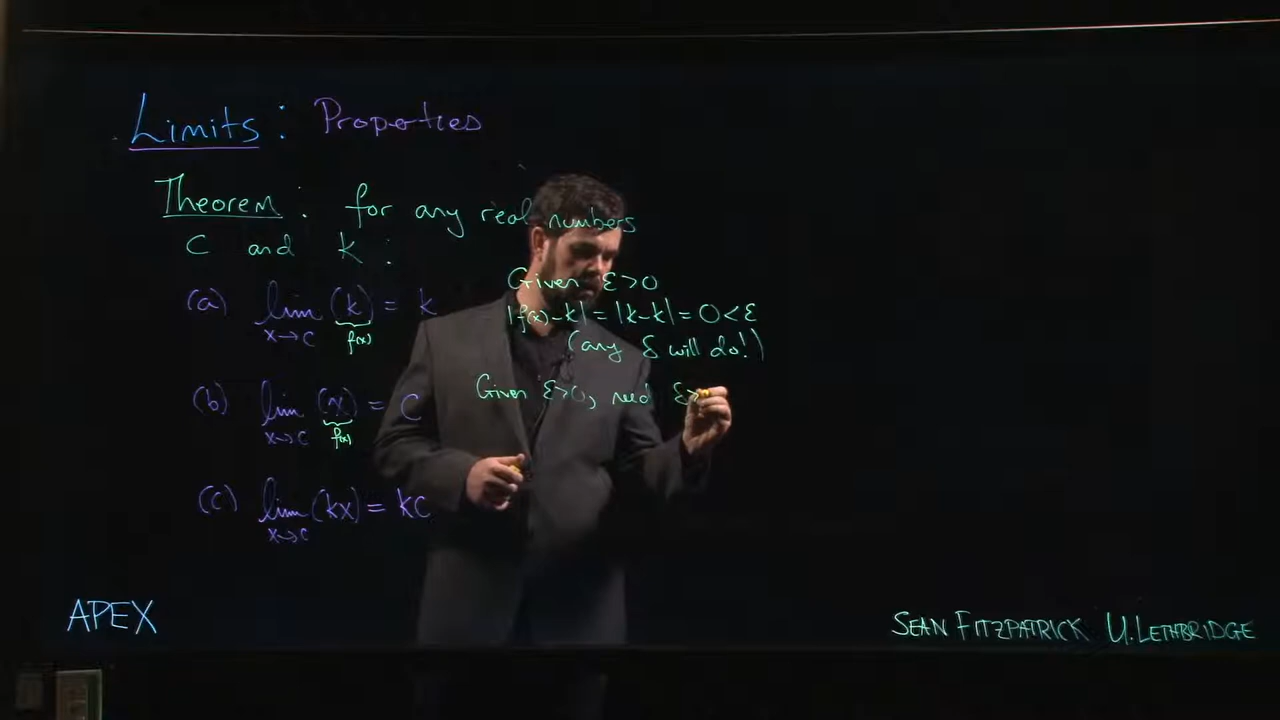 Limits: Properties
Theorem: for any real numbers
c and k:
(a) lim x→c (k) = k
f(x)
Given ε>0
|f(x)-k| = |k-k| = 0 < ε
(any δ will do!)
(b) lim x→c (x) = c
f(x)
Given ε>0, need ε>
(c) lim x→c (kx) = kc
APEX
SEAN FITZPATRICK U. LETHBRIDGE